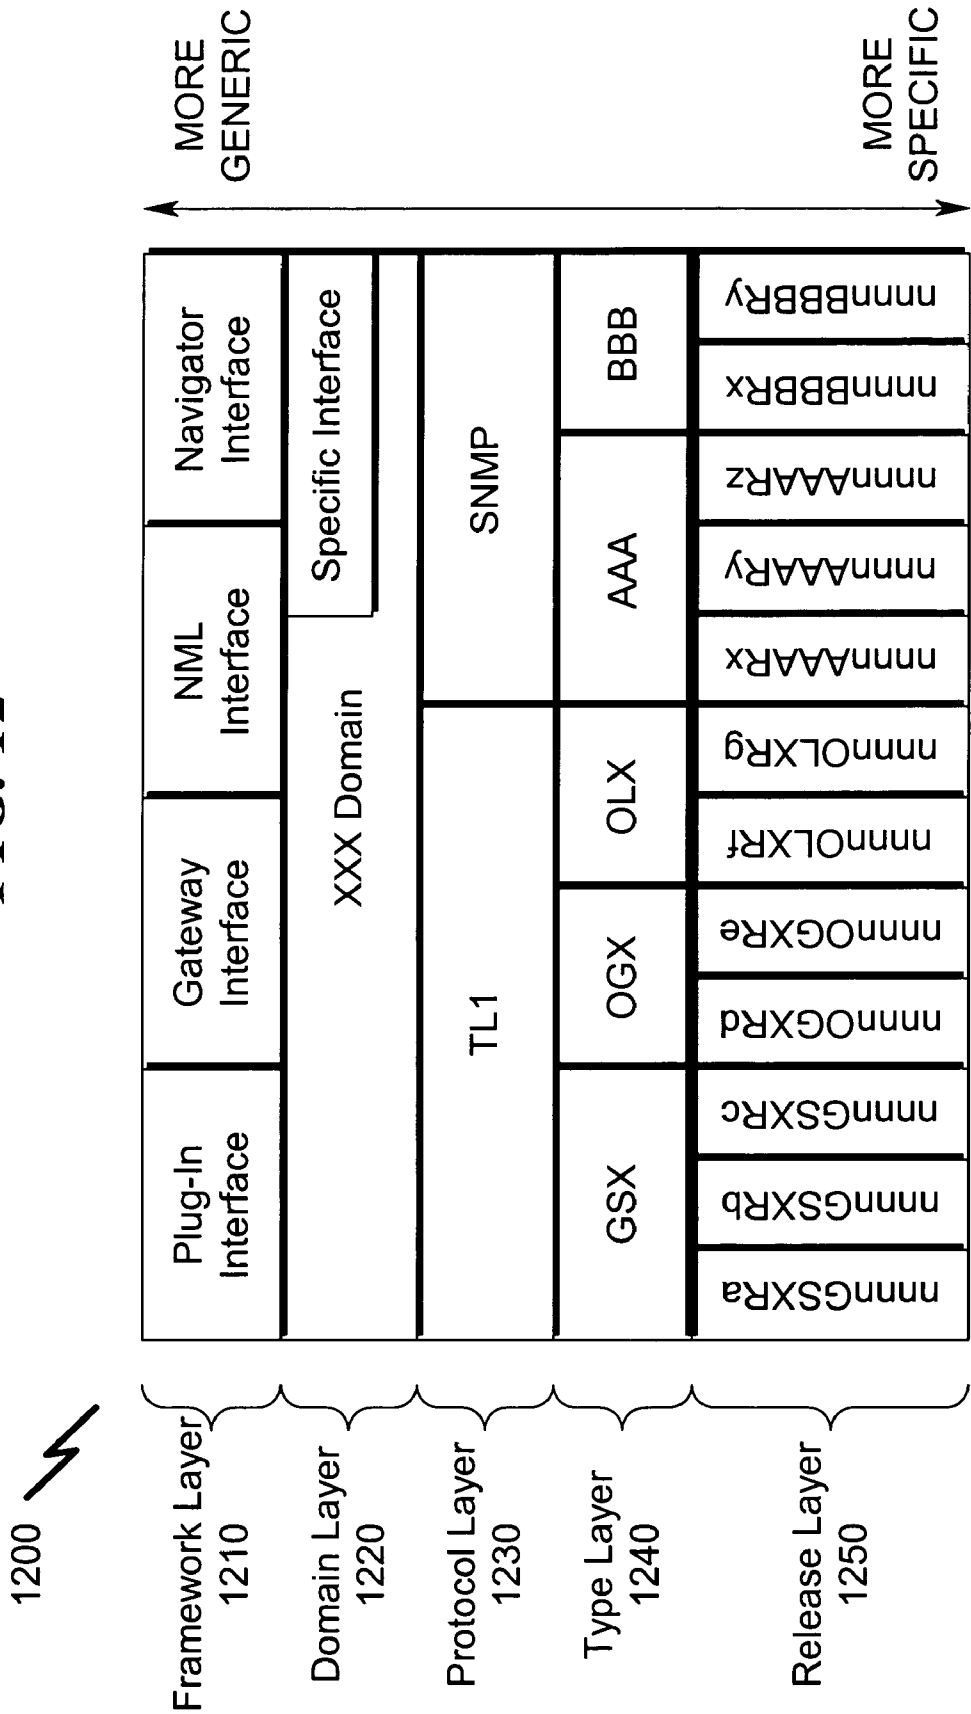 1200
Framework Layer
1210
Plug-In
Interface
Gateway
Interface
NML
Interface
Navigator
Interface
MORE
GENERIC
Domain Layer
1220
XXX Domain
Specific Interface
Protocol Layer
1230
TL1
SNMP
Type Layer
1240
GSX
OGX
OLX
AAA
BBB
Release Layer
1250
nnnnGSXRa
nnnnGSXRb
nnnnGSXRc
nnnnOGXRd
nnnnOGXRe
nnnnOLXRf
nnnnOLXRg
nnnnAAARx
nnnnAAARy
nnnnAAARz
nnnnBBBRx
nnnnBBBRy
MORE
SPECIFIC